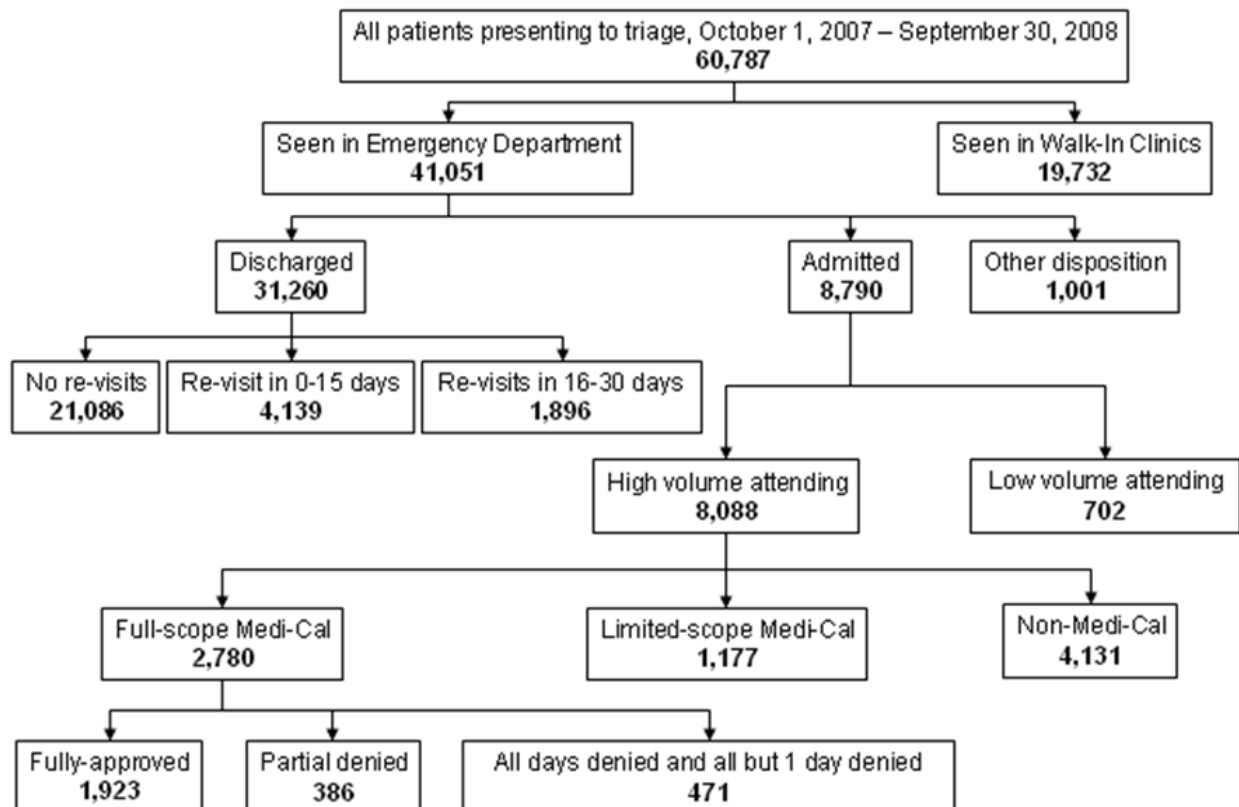 All patients presenting to triage, October 1, 2007 – September 30, 2008
60,787
Seen in Emergency Department
41,051
Seen in Walk-In Clinics
19,732
Discharged
31,260
Admitted
8,790
Other disposition
1,001
No re-visits
21,086
Re-visit in 0-15 days
4,139
Re-visits in 16-30 days
1,896
High volume attending
8,088
Low volume attending
702
Full-scope Medi-Cal
2,780
Limited-scope Medi-Cal
1,177
Non-Medi-Cal
4,131
Fully-approved
1,923
Partial denied
386
All days denied and all but 1 day denied
471